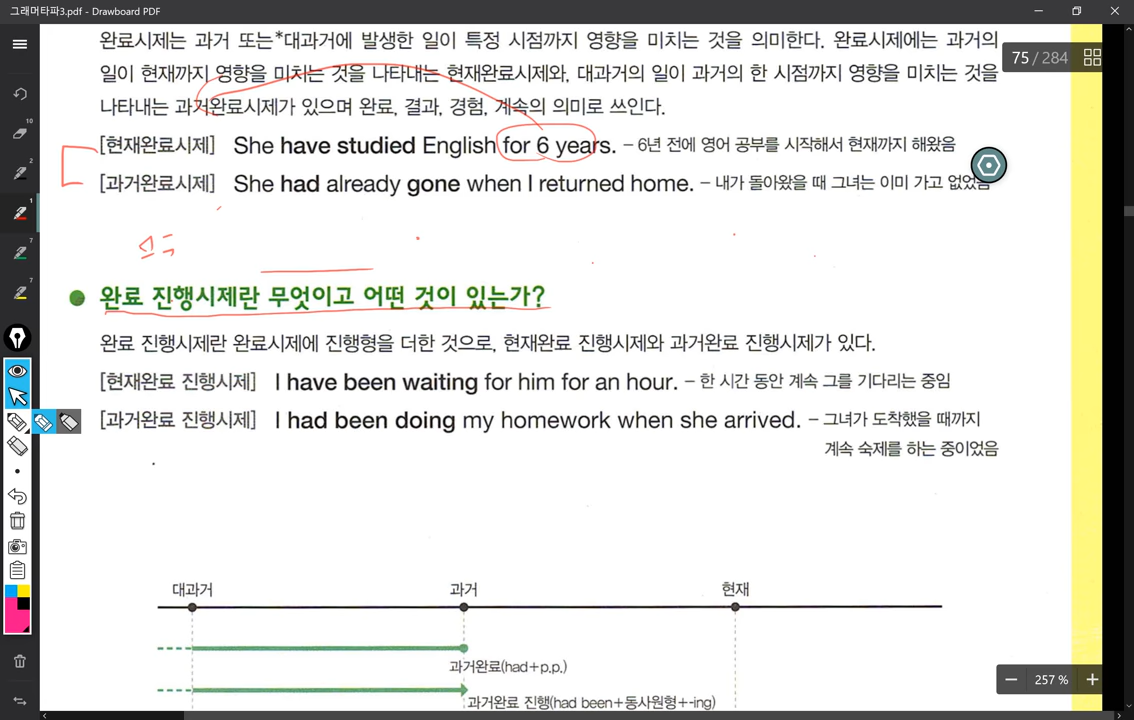 그래머타파3.pdf - Drawboard PDF
완료시제는 과거 또는*대과거에 발생한 일이 특정 시점까지 영향을 미치는 것을 의미한다. 완료시제에는 과거의
75 / 284
일이 현재까지 영향을 미치는 것을 나타내는 현재완료시제와, 대과거의 일이 과거의 한 시점까지 영향을 미치는 것을
나타내는 과거완료시제가 있으며 완료, 결과, 경험, 계속의 의미로 쓰인다.
[현재완료시제] She have studied English for 6 years. – 6년 전에 영어 공부를 시작해서 현재까지 해왔음
[과거완료시제] She had already gone when I returned home. – 내가 돌아왔을 때 그녀는 이미 가고 없었음
완료 진행시제란 무엇이고 어떤 것이 있는가?
완료 진행시제란 완료시제에 진행형을 더한 것으로, 현재완료 진행시제와 과거완료 진행시제가 있다.
[현재완료 진행시제] I have been waiting for him for an hour. – 한 시간 동안 계속 그를 기다리는 중임
[과거완료 진행시제] I had been doing my homework when she arrived. – 그녀가 도착했을 때까지
계속 숙제를 하는 중이었음
대과거 과거 현재
과거완료(had+p.p.)
과거완료 진행(had been+동사원형+-ing)
257 %
10
2
1
7
7